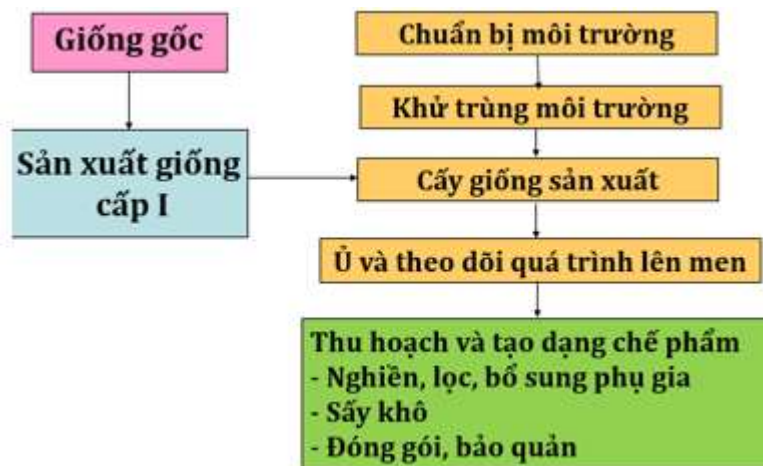 Giống gốc
Sản xuất giống
cấp I
Chuẩn bị môi trường
Khử trùng môi trường
Cấy giống sản xuất
Ủ và theo dõi quá trình lên men
Thu hoạch và tạo dạng chế phẩm
- Nghiền, lọc, bổ sung phụ gia
- Sấy khô
- Đóng gói, bảo quản